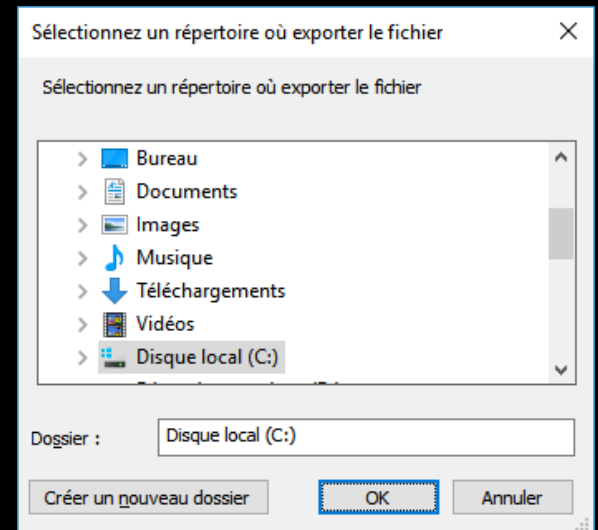 Sélectionnez un répertoire où exporter le fichier
Sélectionnez un répertoire où exporter le fichier
Bureau
Documents
Images
Musique
Téléchargements
Vidéos
Disque local (C:)
Dossier :
Disque local (C:)
Créer un nouveau dossier
OK
Annuler